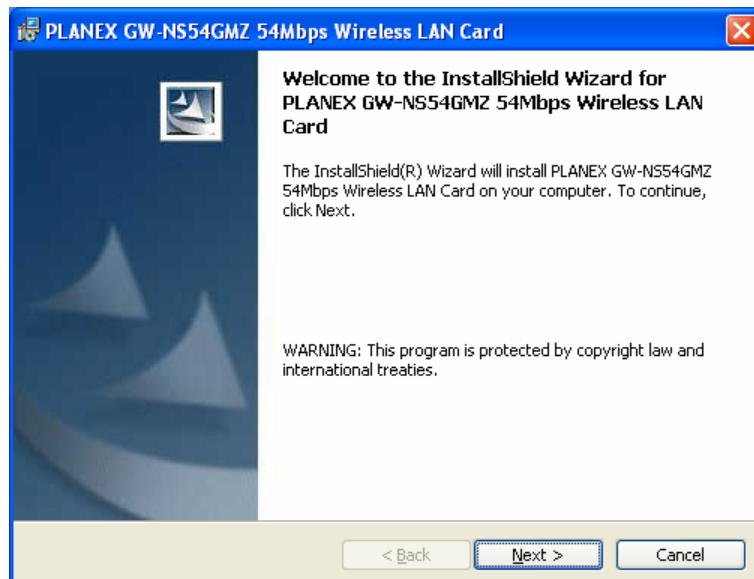 PLANEX GW-NS54GMZ 54Mbps Wireless LAN Card
Welcome to the InstallShield Wizard for
PLANEX GW-NS54GMZ 54Mbps Wireless LAN
Card
The InstallShield(R) Wizard will install PLANEX GW-NS54GMZ
54Mbps Wireless LAN Card on your computer. To continue,
click Next.
WARNING: This program is protected by copyright law and
international treaties.
< Back
Next >
Cancel